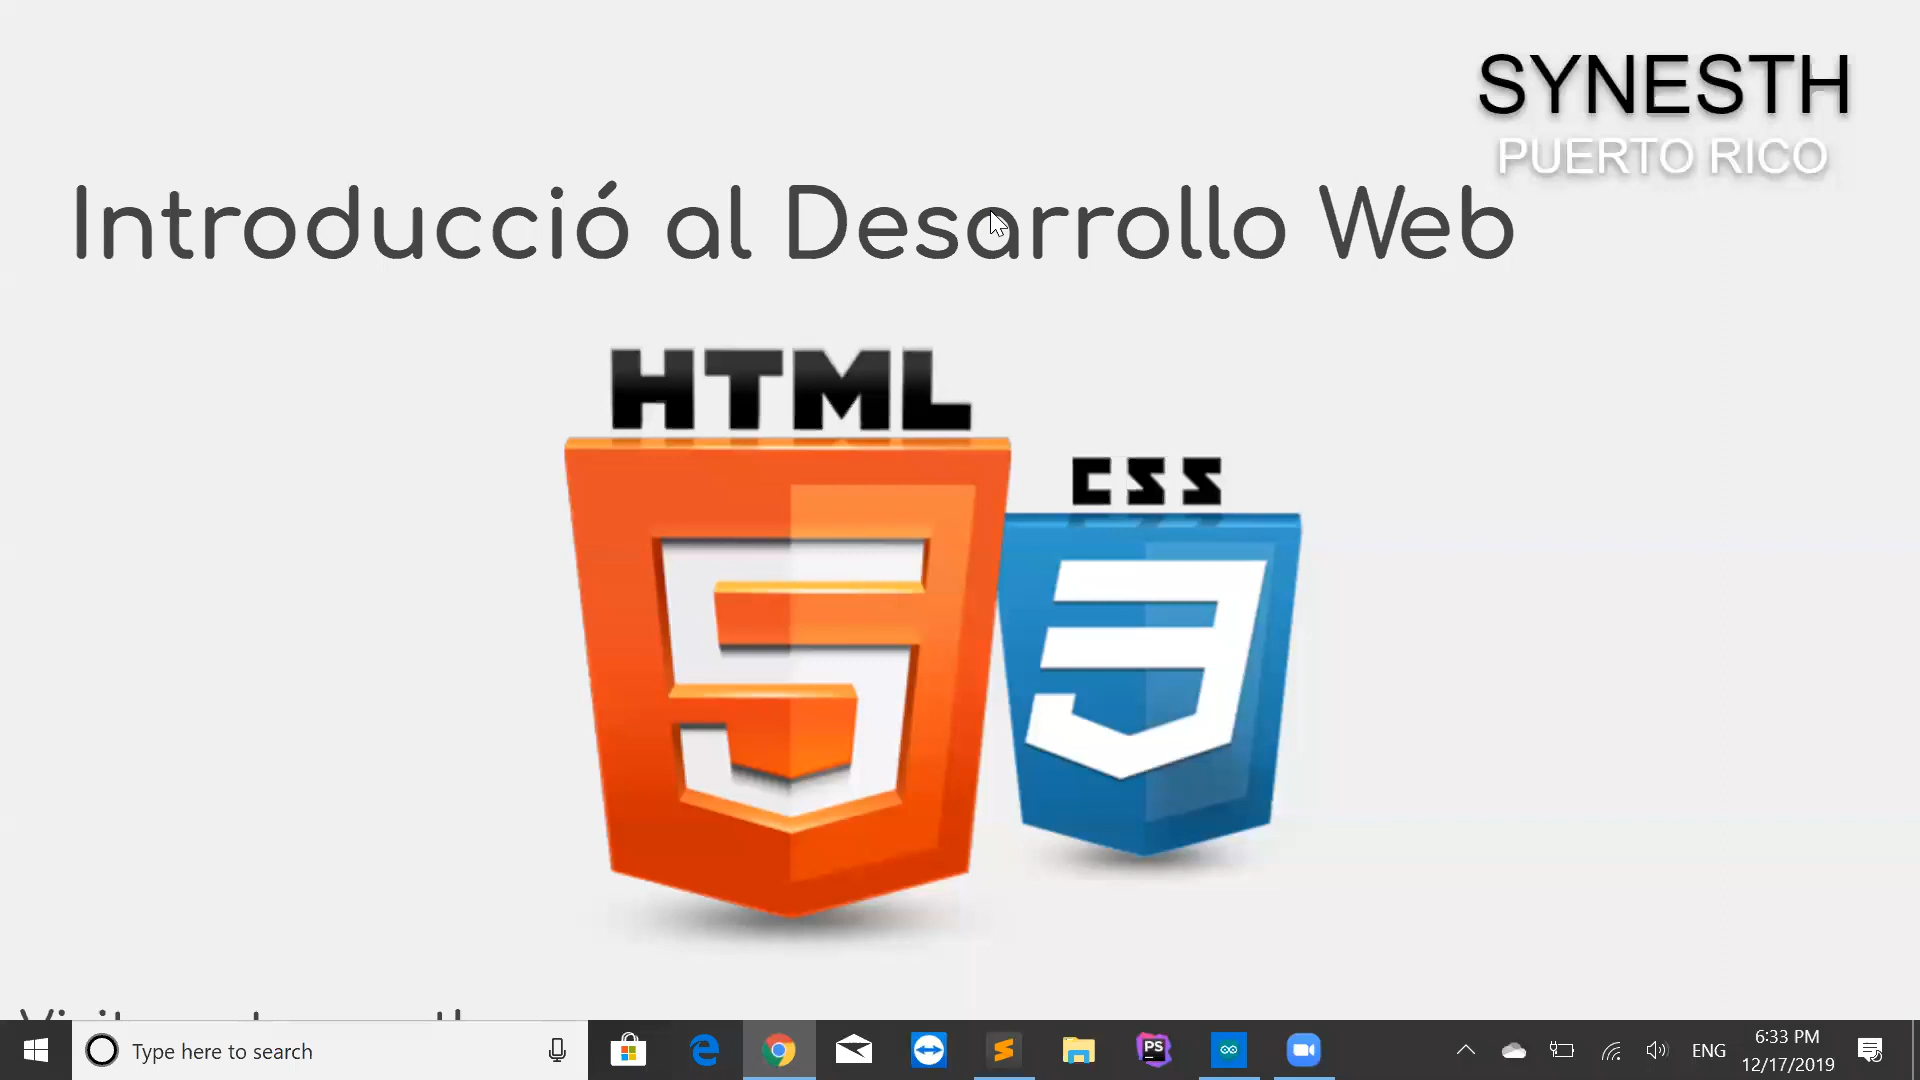 SYNESTH
PUERTO RICO
Introducció al Desarrollo Web
HTML
5
CSS
3
Type here to search
PS
ENG
6:33 PM
12/17/2019